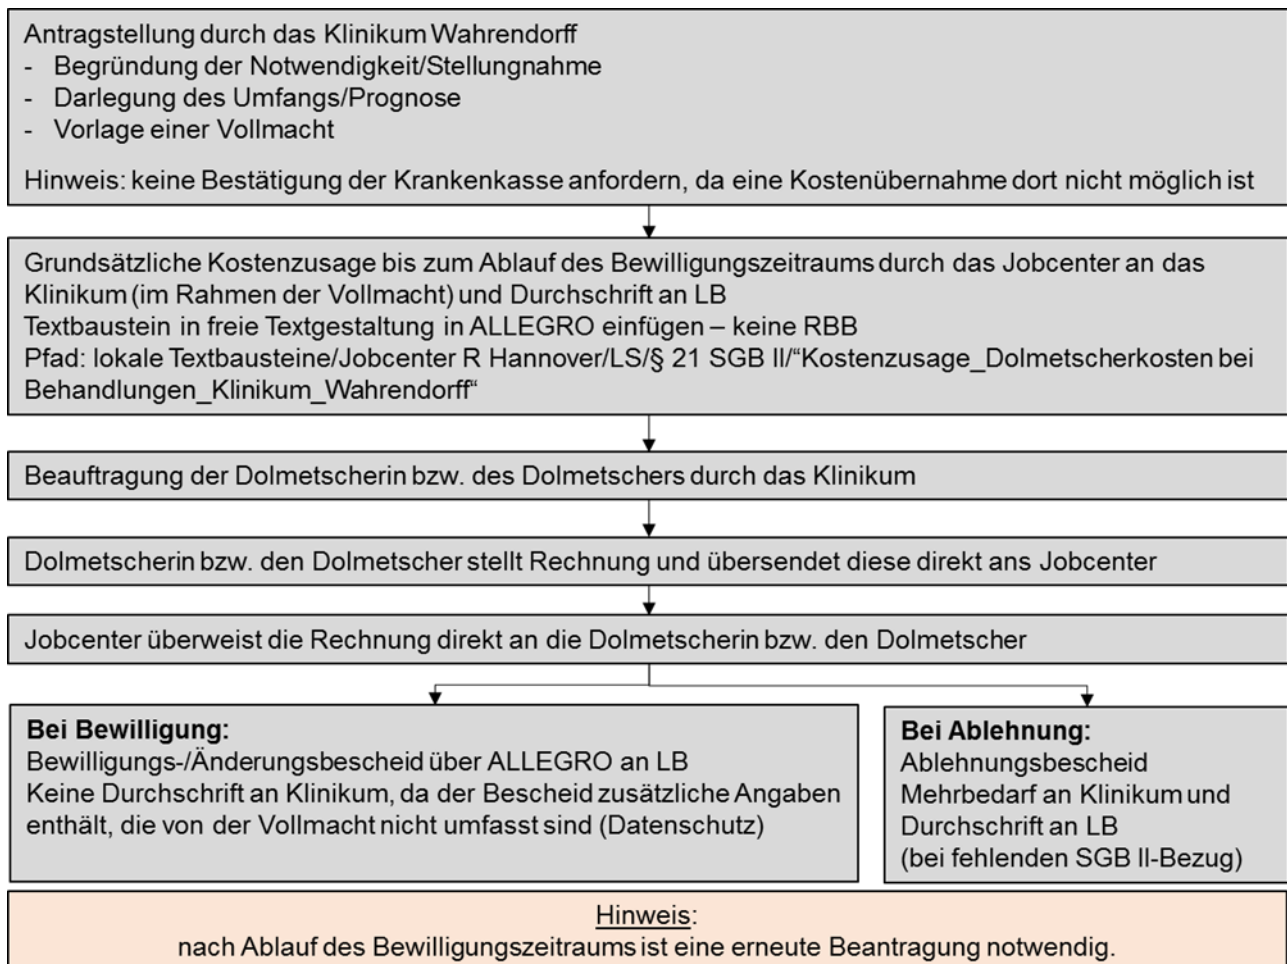 Antragstellung durch das Klinikum Wahrendorff
- Begründung der Notwendigkeit/Stellungnahme
- Darlegung des Umfangs/Prognose
- Vorlage einer Vollmacht
Hinweis: keine Bestätigung der Krankenkasse anfordern, da eine Kostenübernahme dort nicht möglich ist
Grundsätzliche Kostenzusage bis zum Ablauf des Bewilligungszeitraums durch das Jobcenter an das
Klinikum (im Rahmen der Vollmacht) und Durchschrift an LB
Textbaustein in freie Textgestaltung in ALLEGRO einfügen – keine RBB
Pfad: lokale Textbausteine/Jobcenter R Hannover/LS/§ 21 SGB II/“Kostenzusage_Dolmetscherkosten bei
Behandlungen_Klinikum_Wahrendorff“
Beauftragung der Dolmetscherin bzw. des Dolmetschers durch das Klinikum
Dolmetscherin bzw. den Dolmetscher stellt Rechnung und übersendet diese direkt ans Jobcenter
Jobcenter überweist die Rechnung direkt an die Dolmetscherin bzw. den Dolmetscher
Bei Bewilligung:
Bewilligungs-/Änderungsbescheid über ALLEGRO an LB
Keine Durchschrift an Klinikum, da der Bescheid zusätzliche Angaben
enthält, die von der Vollmacht nicht umfasst sind (Datenschutz)
Bei Ablehnung:
Ablehnungsbescheid
Mehrbedarf an Klinikum und
Durchschrift an LB
(bei fehlenden SGB II-Bezug)
Hinweis:
nach Ablauf des Bewilligungszeitraums ist eine erneute Beantragung notwendig.